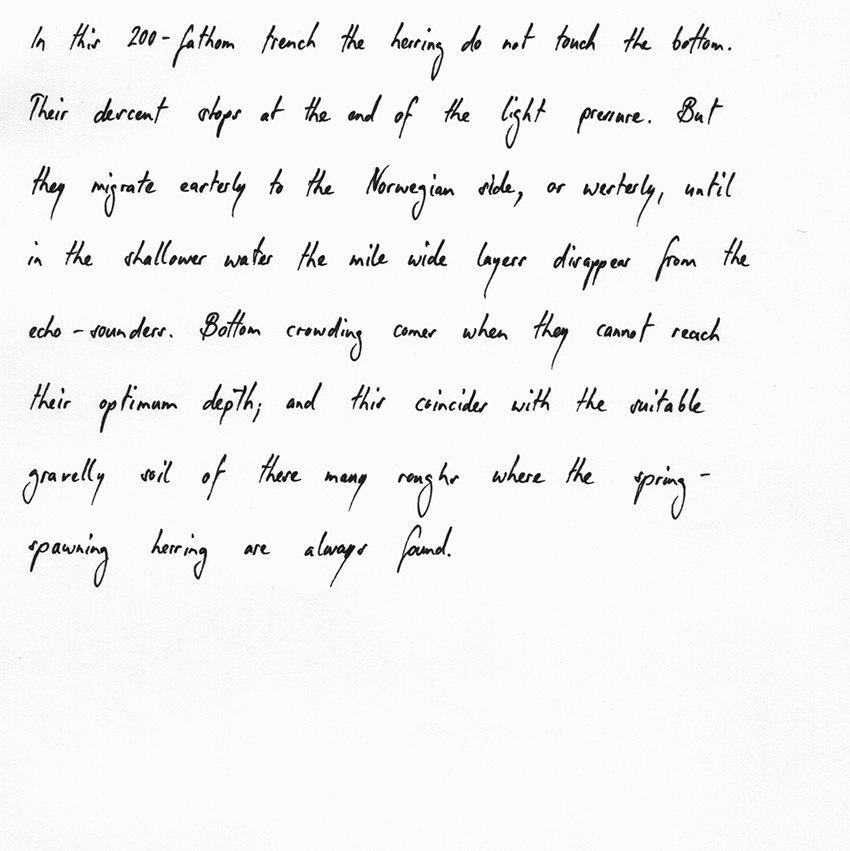 In this 200-fathom trench the herring do not touch the bottom.
Their descent stops at the end of the light pressure. But
they migrate easterly to the Norwegian side, or westerly, until
in the shallower water the mile wide layers disappear from the
echo-sounders. Bottom crowding comes when they cannot reach
their optimum depth; and this coincides with the suitable
gravelly soil of these many roughs where the spring-
spawning herring are always found.